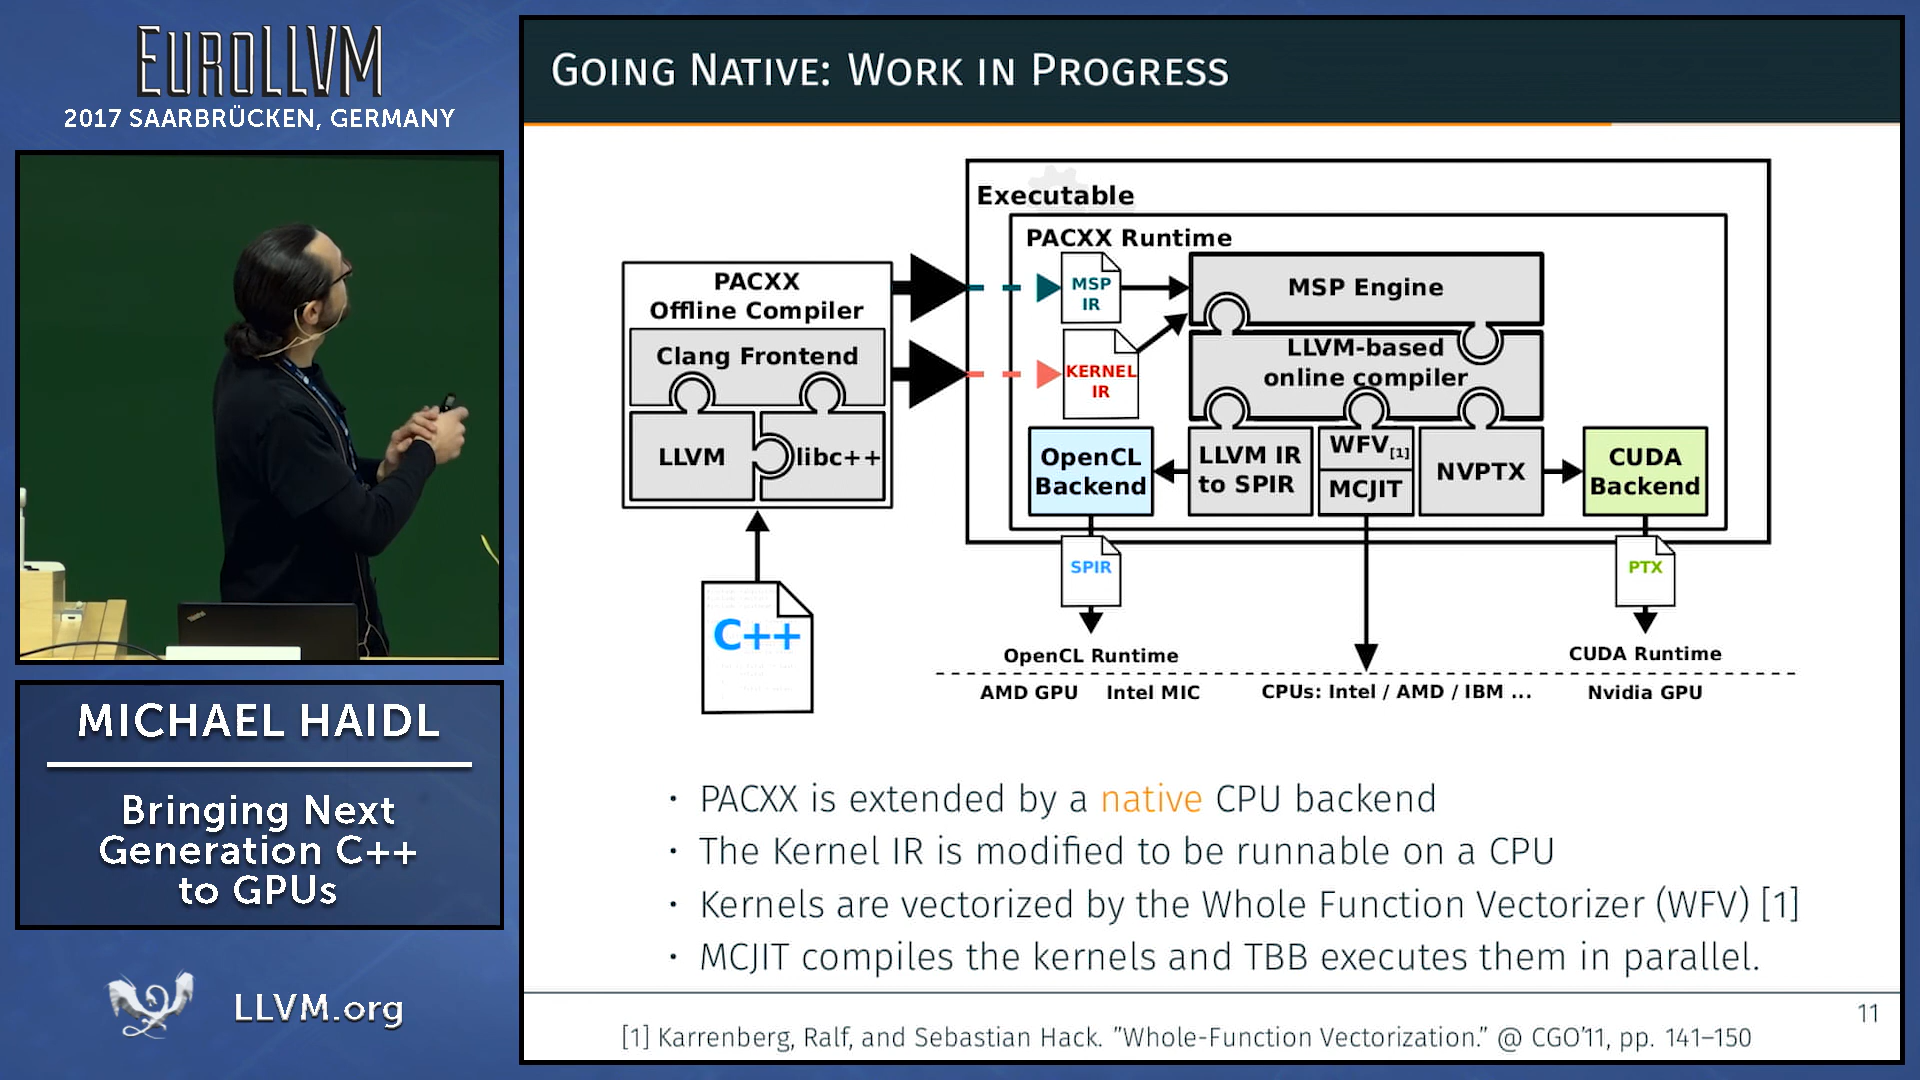 EUROLLVM
2017 SAARBRÜCKEN, GERMANY
MICHAEL HAIDL
Bringing Next
Generation C++
to GPUs
LLVM.org
GOING NATIVE: WORK IN PROGRESS
Executable
PACXX Runtime
PACXX
Offline Compiler
Clang Frontend
LLVM
libc++
C++
MSP
IR
KERNEL
IR
MSP Engine
LLVM-based
online compiler
OpenCL
Backend
LLVM IR
to SPIR
WFV[1]
MCJIT
NVPTX
CUDA
Backend
SPIR
PTX
OpenCL Runtime
CUDA Runtime
AMD GPU Intel MIC
CPUs: Intel / AMD / IBM ...
Nvidia GPU
· PACXX is extended by a native CPU backend
· The Kernel IR is modified to be runnable on a CPU
· Kernels are vectorized by the Whole Function Vectorizer (WFV) [1]
· MCJIT compiles the kernels and TBB executes them in parallel.
11
[1] Karrenberg, Ralf, and Sebastian Hack. "Whole-Function Vectorization." @ CGO'11, pp. 141–150